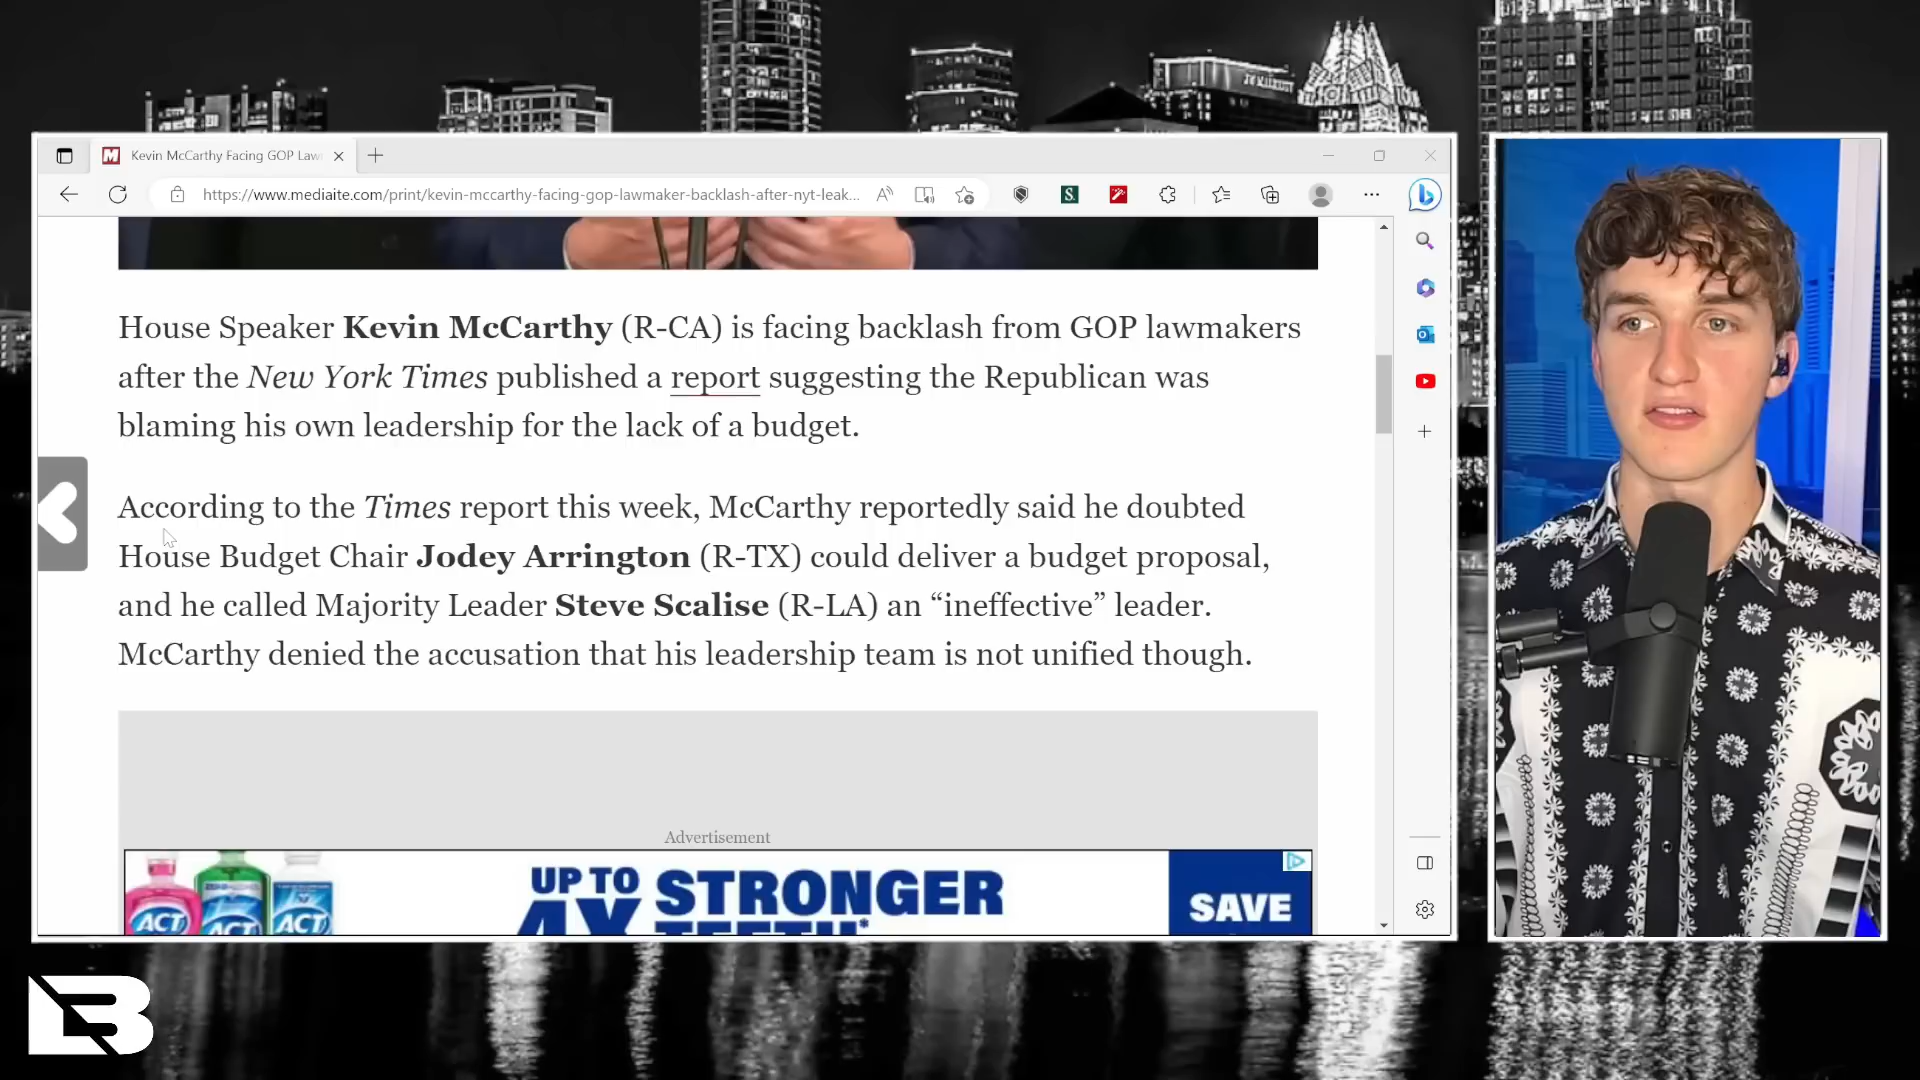 Kevin McCarthy Facing GOP Law
https://www.mediaite.com/print/kevin-mccarthy-facing-gop-lawmaker-backlash-after-nyt-leak...
House Speaker Kevin McCarthy (R-CA) is facing backlash from GOP lawmakers
after the New York Times published a report suggesting the Republican was
blaming his own leadership for the lack of a budget.
According to the Times report this week, McCarthy reportedly said he doubted
House Budget Chair Jodey Arrington (R-TX) could deliver a budget proposal,
and he called Majority Leader Steve Scalise (R-LA) an “ineffective” leader.
McCarthy denied the accusation that his leadership team is not unified though.
Advertisement
ACT ACT ACT
UP TO 4X STRONGER
TEETH*
SAVE
B